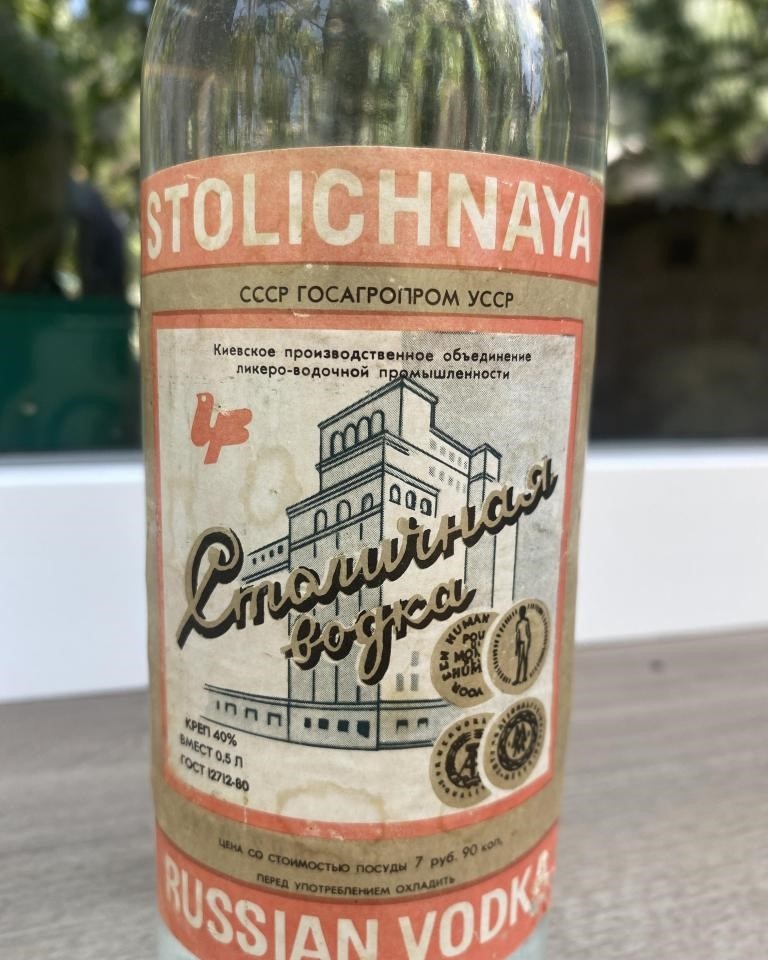 STOLICHNAYA
СССР ГОСАГРОПРОМ УССР
Киевское производственное объединение
ликеро-водочной промышленности
Столичная
водка
КРЕП 40%
ВМЕСТ 0,5 Л
ГОСТ 12712-80
ЦЕНА СО СТОИМОСТЬЮ ПОСУДЫ 7 руб. 90 коп,
ПЕРЕД УПОТРЕБЛЕНИЕМ ОХЛАДИТЬ
RUSSIAN VODKA